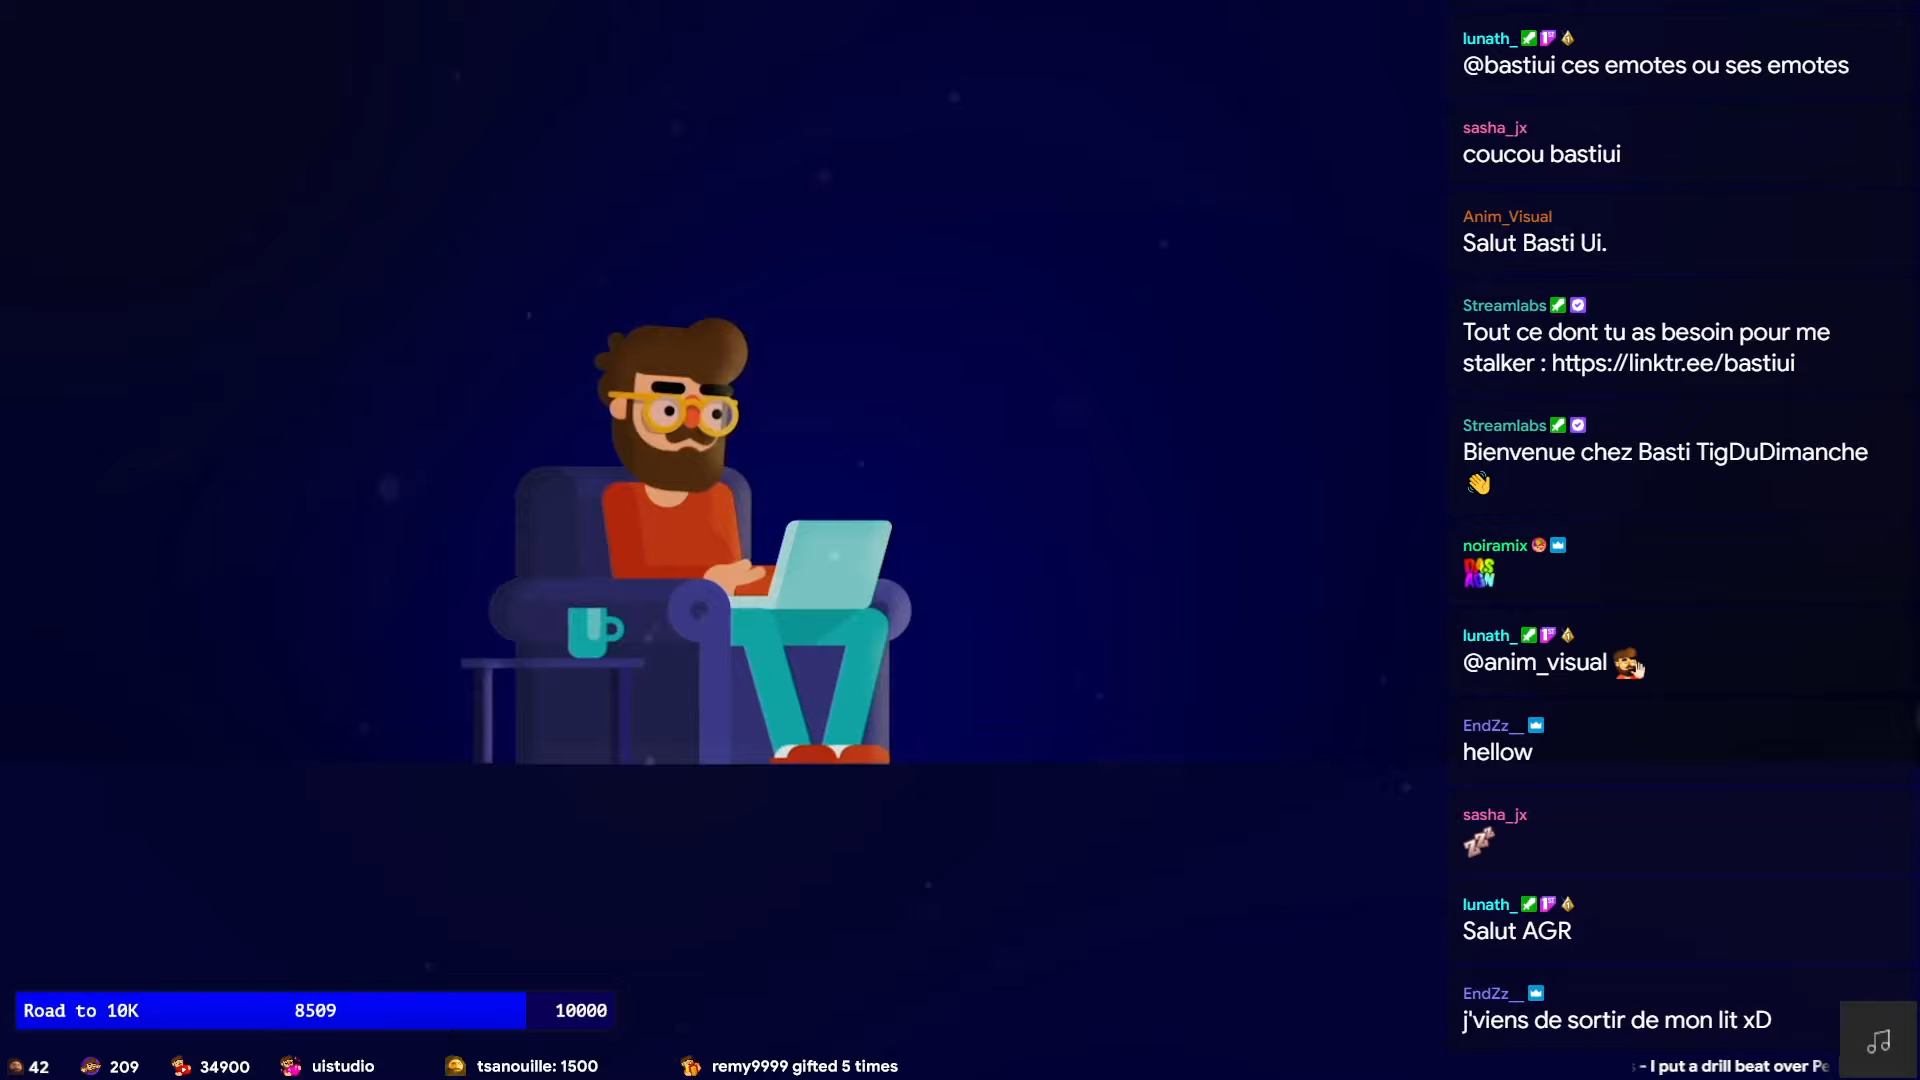 lunath_
@bastiui ces emotes ou ses emotes
sasha_jx
coucou bastiui
Anim_Visual
Salut Basti Ui.
Streamlabs
Tout ce dont tu as besoin pour me
stalker : https://linktr.ee/bastiui
Streamlabs
Bienvenue chez Basti TigDuDimanche
noiramix
DAS
AGN
lunath_
@anim_visual
EndZz__
hellow
sasha_jx
zzz
lunath_
Salut AGR
EndZz__
j'viens de sortir de mon lit xD
Road to 10K 8509 10000
42 209 34900 uistudio tsanouille: 1500 remy9999 gifted 5 times
- I put a drill beat over